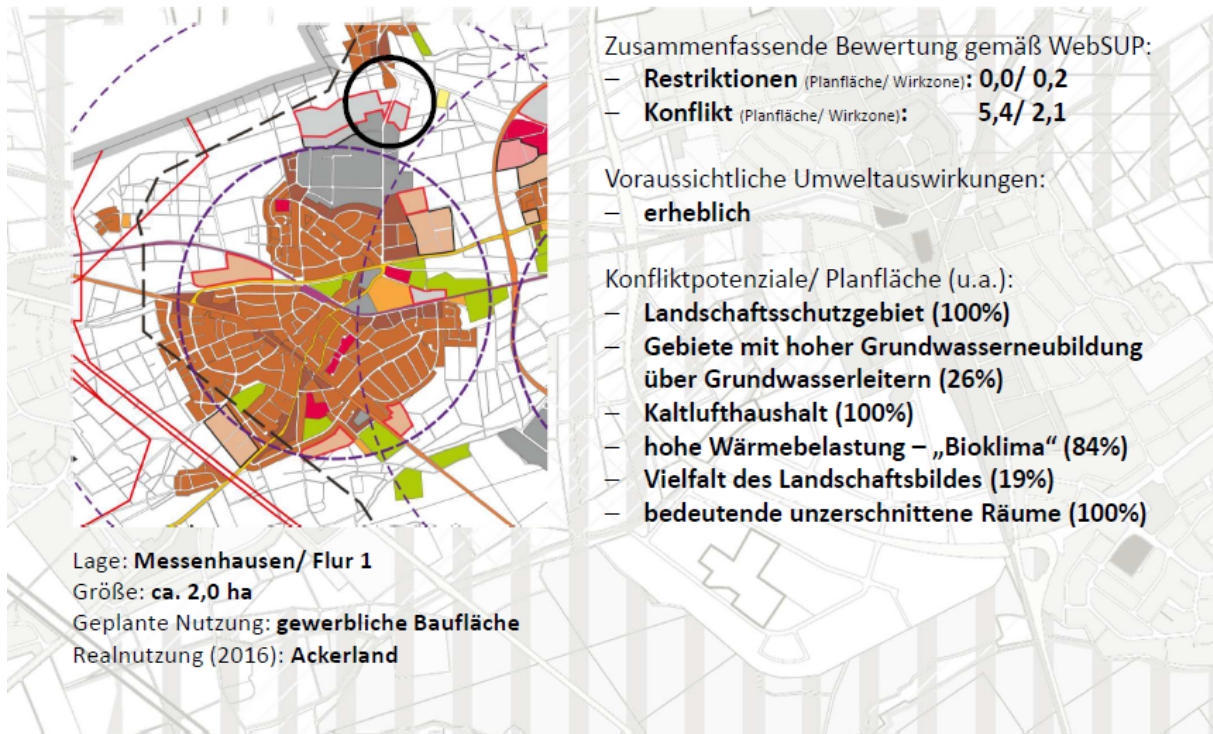 Zusammenfassende Bewertung gemäß WebSUP:
– Restriktionen (Planfläche/ Wirkzone): 0,0/ 0,2
– Konflikt (Planfläche/ Wirkzone): 5,4/ 2,1
Voraussichtliche Umweltauswirkungen:
– erheblich
Konfliktpotenziale/ Planfläche (u.a.):
– Landschaftsschutzgebiet (100%)
– Gebiete mit hoher Grundwasserneubildung
über Grundwasserleitern (26%)
– Kaltlufthaushalt (100%)
– hohe Wärmebelastung – „Bioklima“ (84%)
– Vielfalt des Landschaftsbildes (19%)
– bedeutende unzerschnittene Räume (100%)
Lage: Messenhausen/ Flur 1
Größe: ca. 2,0 ha
Geplante Nutzung: gewerbliche Baufläche
Realnutzung (2016): Ackerland